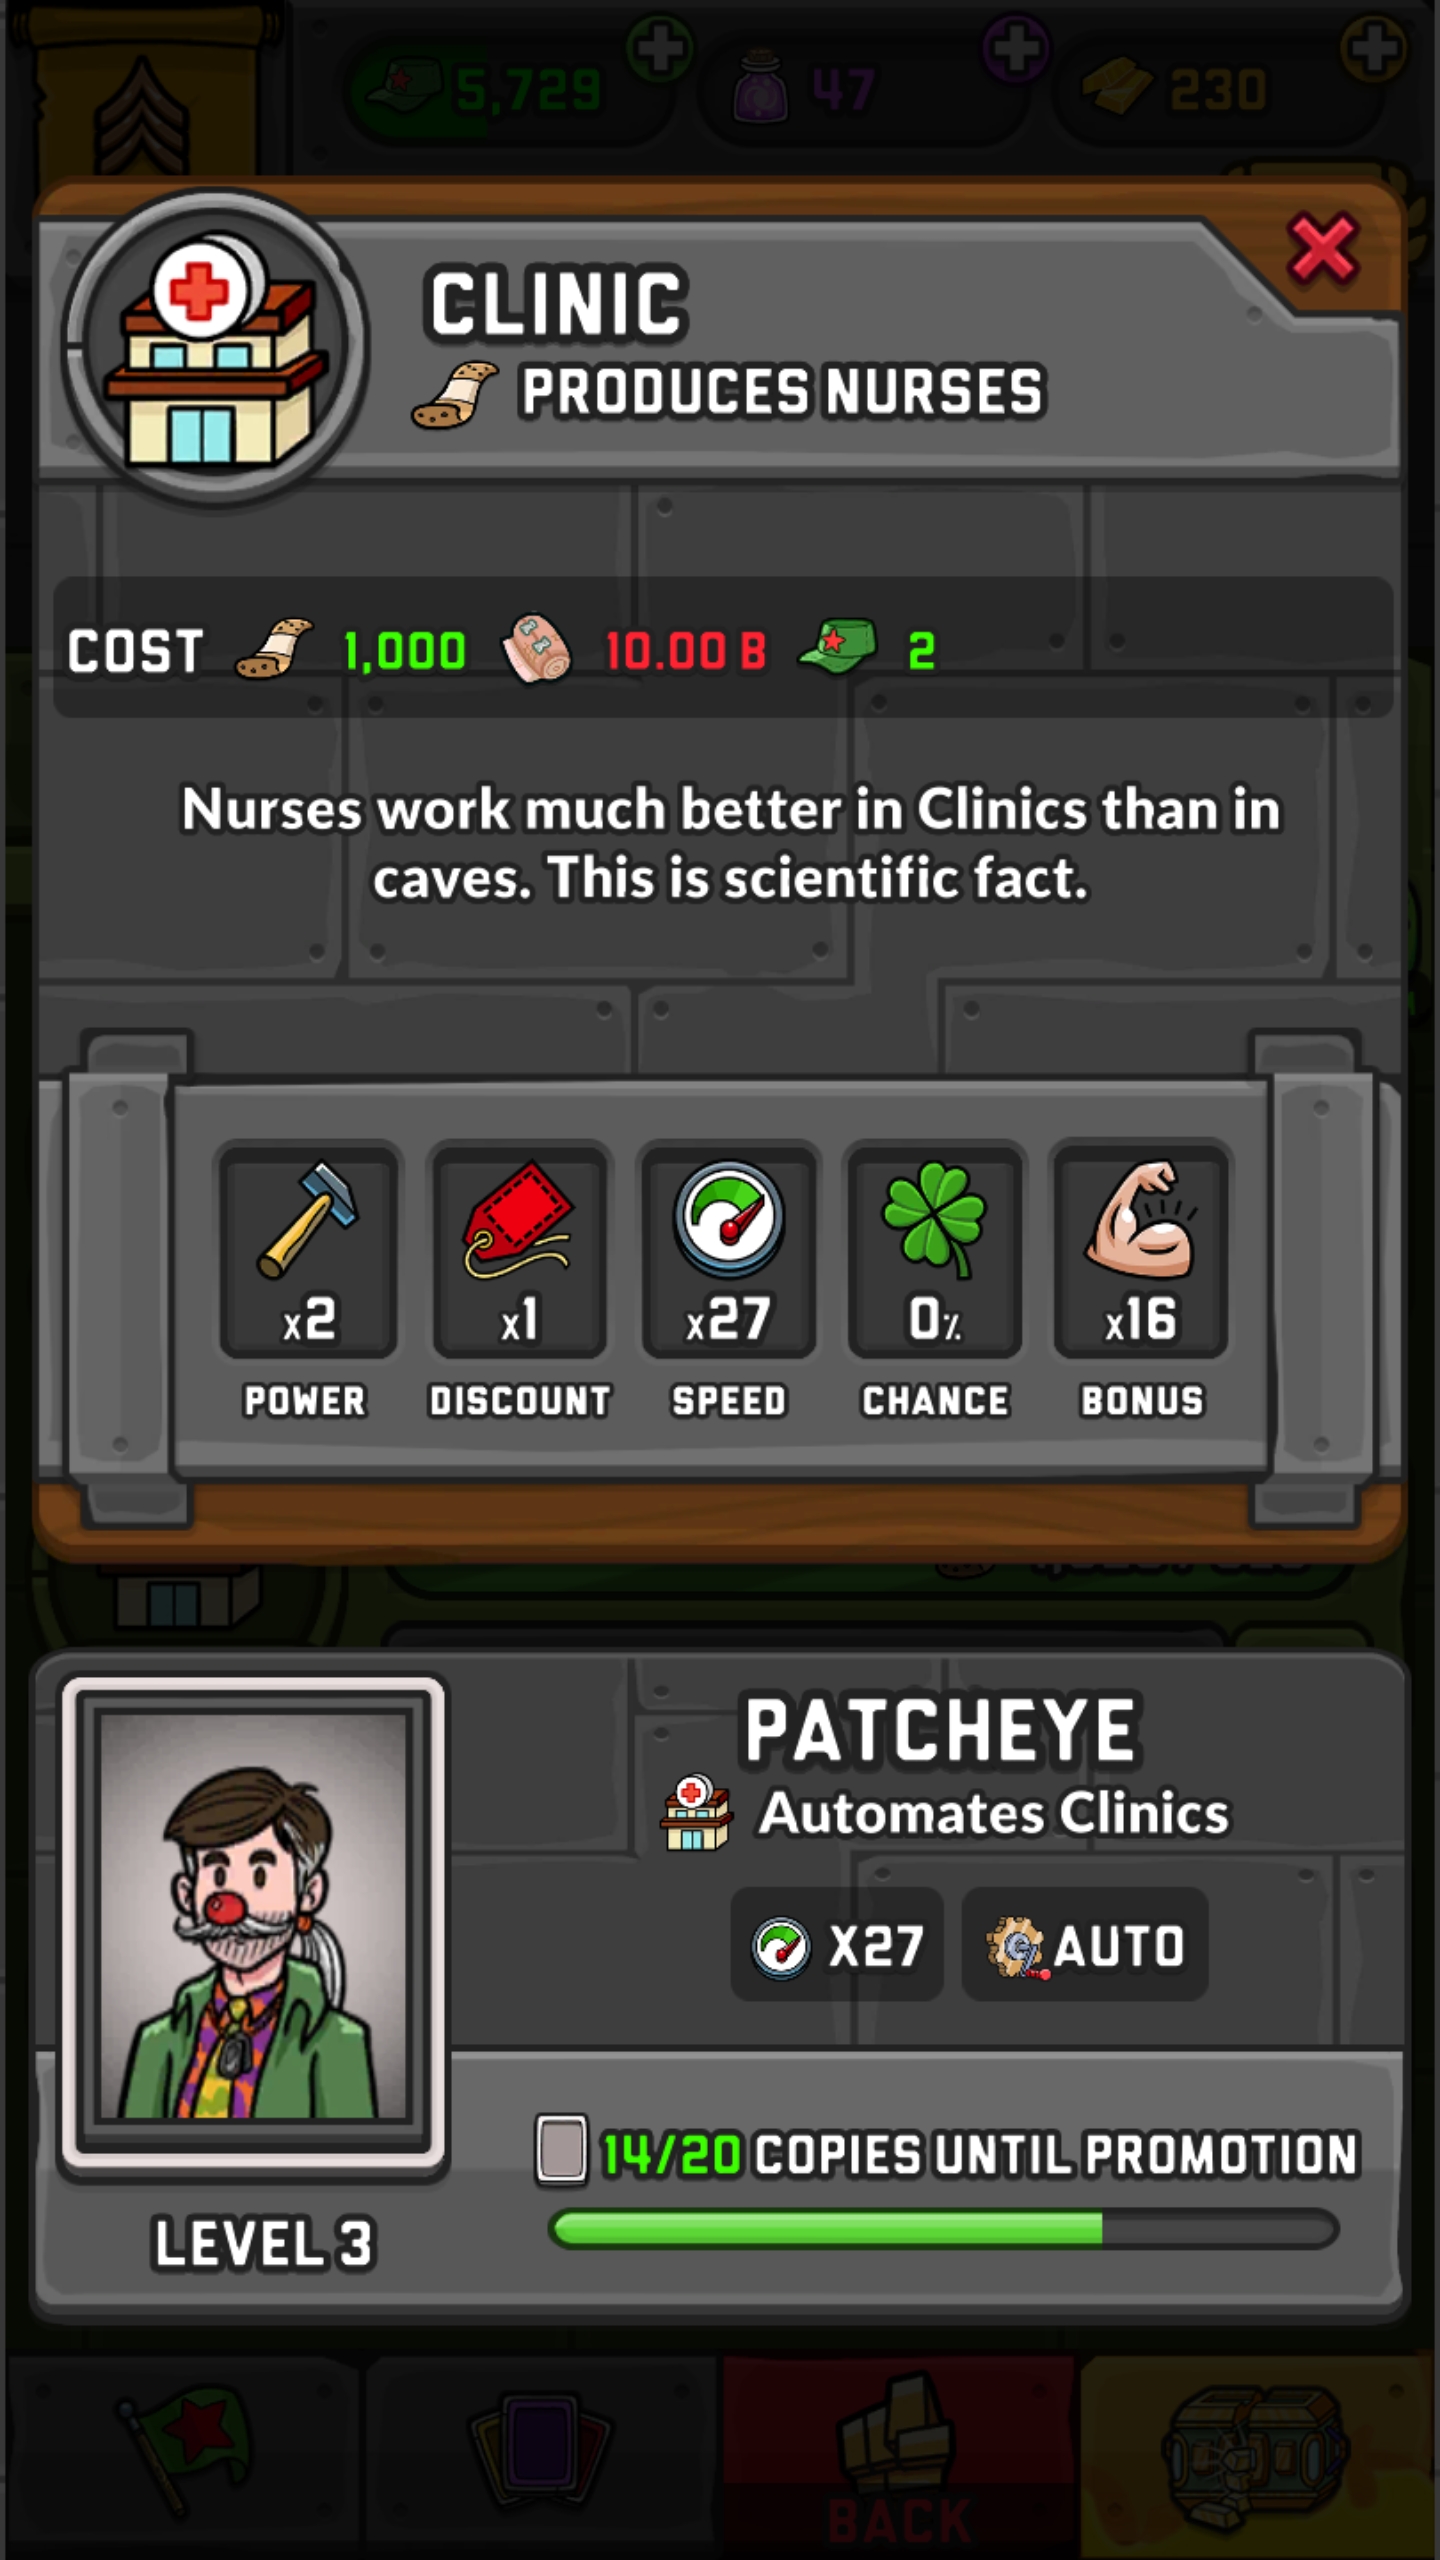 5,729 47 230
CLINIC
PRODUCES NURSES
COST 1,000 10.00 B 2
Nurses work much better in Clinics than in
caves. This is scientific fact.
x2 x1 x27 0% x16
POWER DISCOUNT SPEED CHANCE BONUS
PATCHEYE
Automates Clinics
X27 AUTO
14/20 COPIES UNTIL PROMOTION
LEVEL 3
BACK